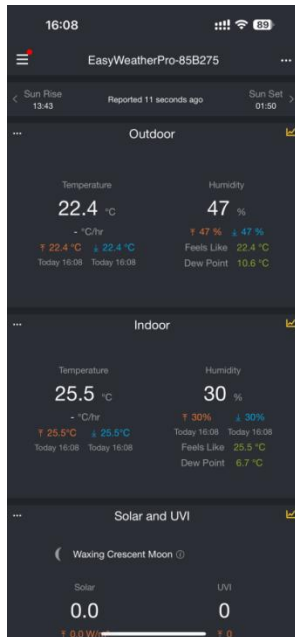 16:08
89
EasyWeatherPro-85B275
...
Sun Rise
13:43
Reported 11 seconds ago
Sun Set
01:50
... Outdoor
Temperature Humidity
22.4 °C 47 %
- °C/hr
22.4 °C 22.4 °C 47 % 47 %
Today 16:08 Today 16:08 Feels Like 22.4 °C
Dew Point 10.6 °C
... Indoor
Temperature Humidity
25.5 °C 30 %
- °C/hr
25.5°C 25.5°C 30% 30%
Today 16:08 Today 16:08 Today 16:08 Today 16:08
Feels Like 25.5 °C
Dew Point 6.7 °C
... Solar and UVI
Waxing Crescent Moon
Solar UVI
0.0 0
0.0 0